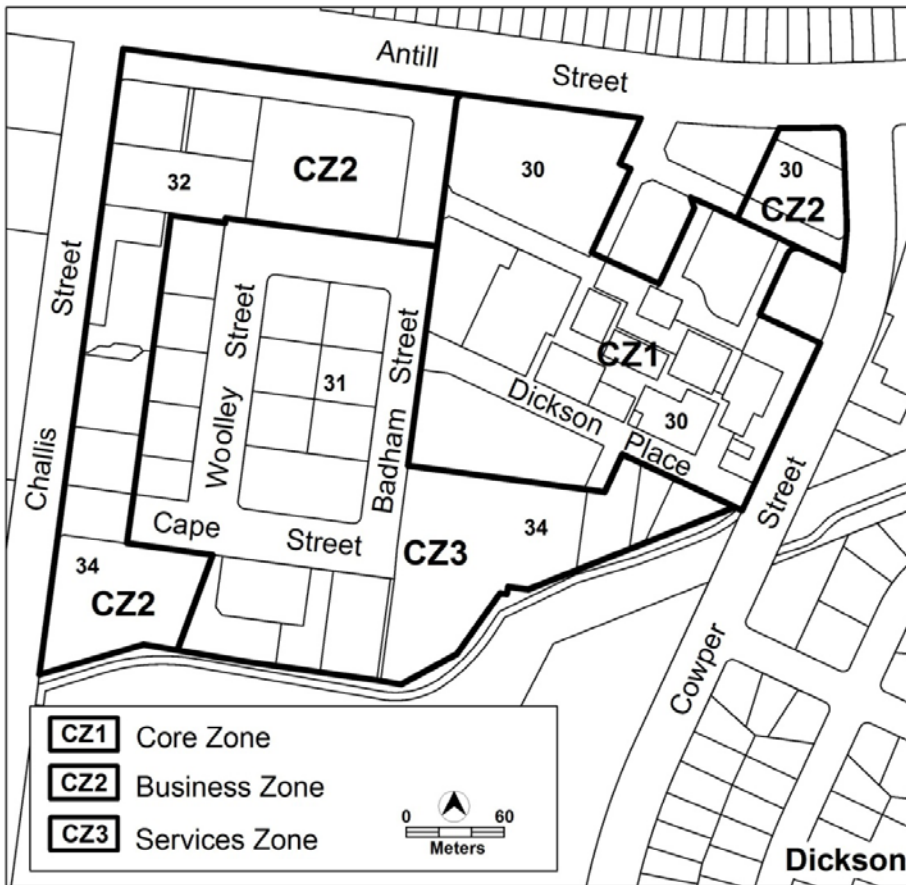 Antill Street
CZ2
30
30
CZ2
32
Challis Street
Woolley Street
31
Badham Street
CZ1
Dickson Place
30
Cape Street
34
CZ3
34
CZ2
Cowper Street
CZ1 Core Zone
CZ2 Business Zone
CZ3 Services Zone
0 60
Meters
Dickson